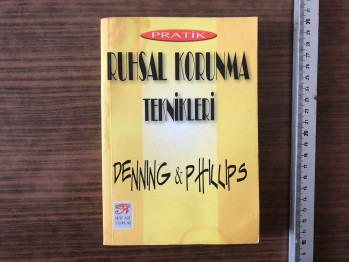 PRATİK
RUHSAL KORUNMA
TEKNİKLERİ
DENNING & PHILLIPS